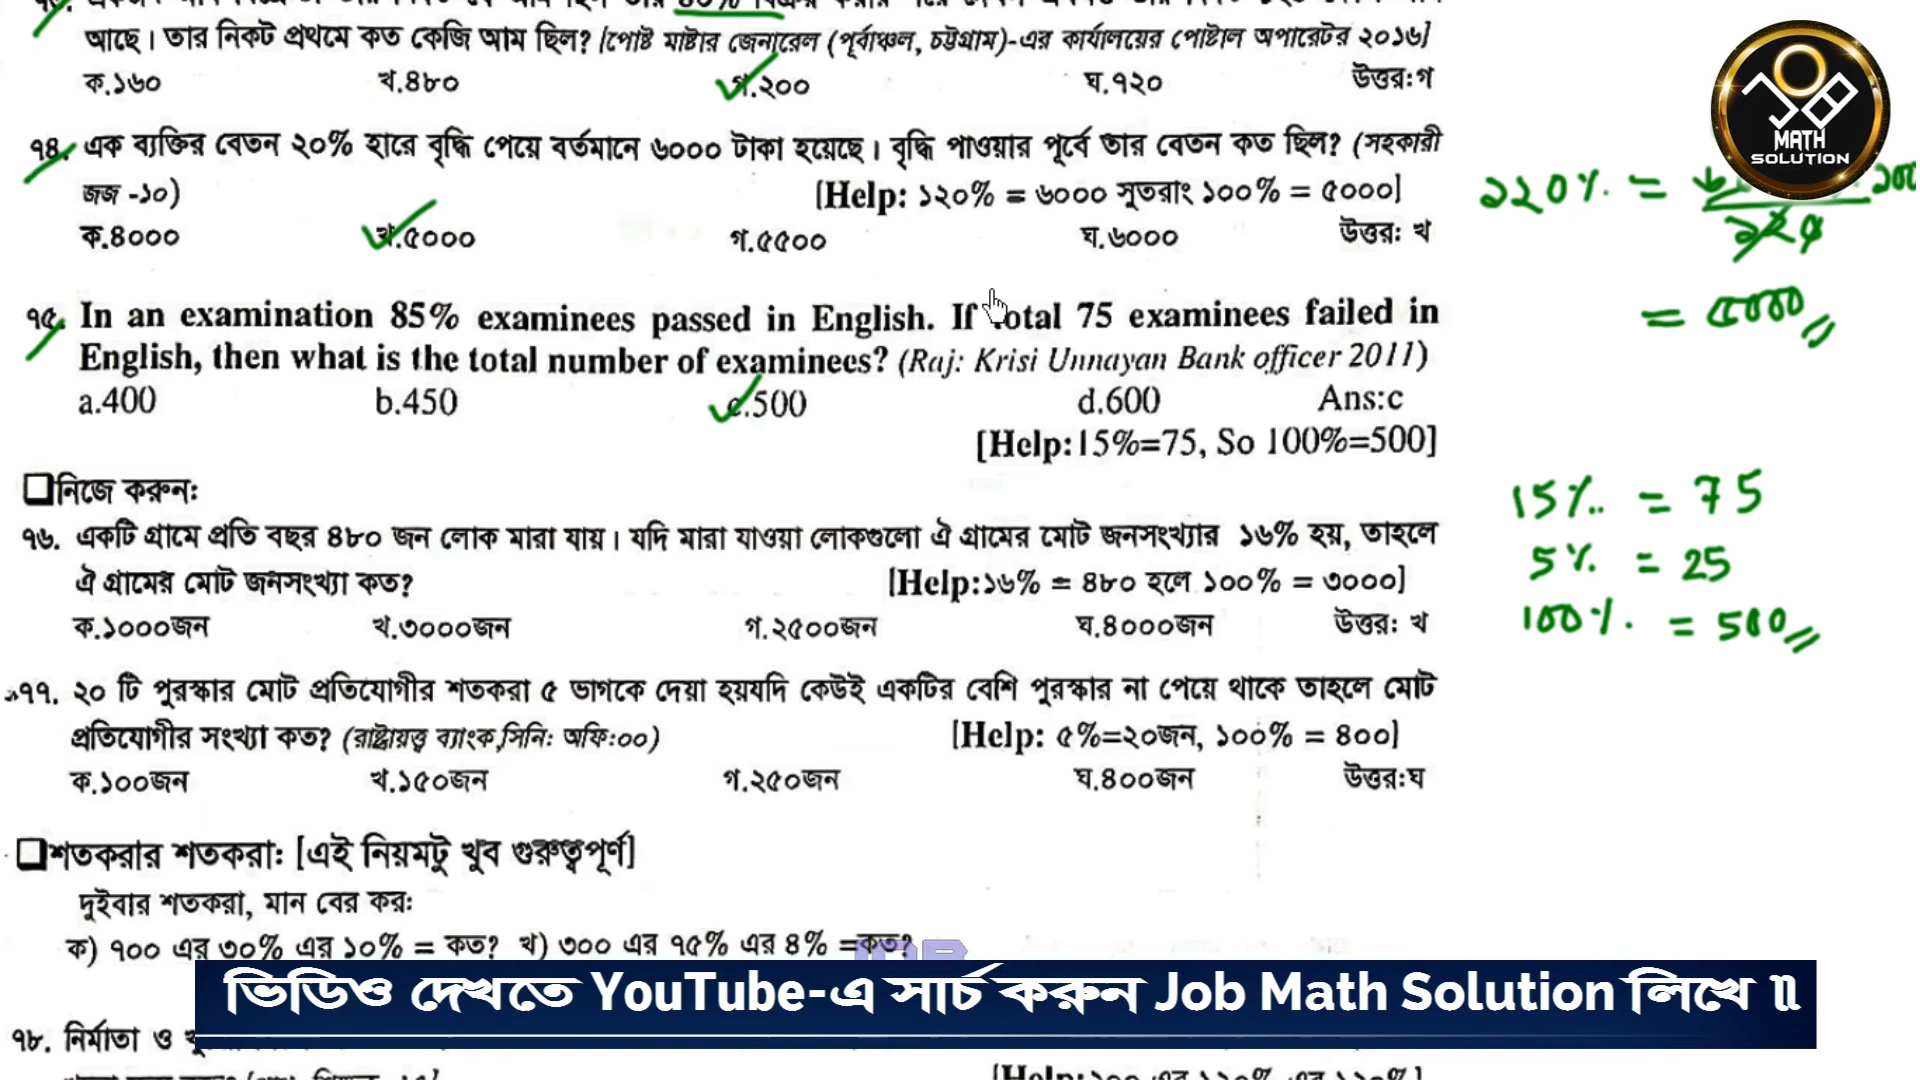 আছে। তার নিকট প্রথমে কত কেজি আম ছিল? [পোষ্ট মাষ্টার জেনারেল (পূর্বাঞ্চল, চট্টগ্রাম)-এর কার্যালয়ের পোষ্টাল অপারেটর ২০১৬]
ক.১৬০ খ.৪৮০ গ.২০০ ঘ.৭২০ উত্তর:গ
MATH SOLUTION
৭৪. এক ব্যক্তির বেতন ২০% হারে বৃদ্ধি পেয়ে বর্তমানে ৬০০০ টাকা হয়েছে। বৃদ্ধি পাওয়ার পূর্বে তার বেতন কত ছিল? (সহকারী
জজ -১০) [Help: ১২০% = ৬০০০ সুতরাং ১০০% = ৫০০০]
ক.৪০০০ খ.৫০০০ গ.৫৫০০ ঘ.৬০০০ উত্তর: খ
১২০% =
= ৫০০০
৭৫. In an examination 85% examinees passed in English. If total 75 examinees failed in
English, then what is the total number of examinees? (Raj: Krisi Unnayan Bank officer 2011)
a.400 b.450 c.500 d.600 Ans:c
[Help:15%=75, So 100%=500]
15% = 75
5% = 25
100% = 500
নিজে করুন:
৭৬. একটি গ্রামে প্রতি বছর ৪৮০ জন লোক মারা যায়। যদি মারা যাওয়া লোকগুলো ঐ গ্রামের মোট জনসংখ্যার ১৬% হয়, তাহলে
ঐ গ্রামের মোট জনসংখ্যা কত? [Help:১৬% = ৪৮০ হলে ১০০% = ৩০০০]
ক.১০০০জন খ.৩০০০জন গ.২৫০০জন ঘ.৪০০০জন উত্তর: খ
৭৭. ২০ টি পুরস্কার মোট প্রতিযোগীর শতকরা ৫ ভাগকে দেয়া হয়যদি কেউই একটির বেশি পুরস্কার না পেয়ে থাকে তাহলে মোট
প্রতিযোগীর সংখ্যা কত? (রাষ্ট্রায়ত্ত্ব ব্যাংক,সিনি: অফি:০০) [Help: ৫%=২০জন, ১০০% = ৪০০]
ক.১০০জন খ.১৫০জন গ.২৫০জন ঘ.৪০০জন উত্তর:ঘ
শতকরার শতকরা: [এই নিয়মটু খুব গুরুত্বপূর্ণ]
দুইবার শতকরা, মান বের কর:
ক) ৭০০ এর ৩০% এর ১০% = কত? খ) ৩০০ এর ৭৫% এর ৪% =কত?
ভিডিও দেখতে YouTube-এ সার্চ করুন Job Math Solution লিখে ॥
৭৮. নির্মাতা ও